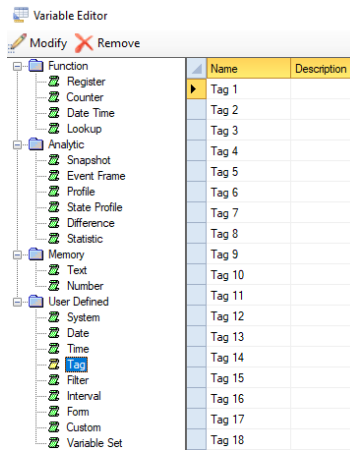 Variable Editor
Modify Remove
Function
Register
Counter
Date Time
Lookup
Analytic
Snapshot
Event Frame
Profile
State Profile
Difference
Statistic
Memory
Text
Number
User Defined
System
Date
Time
Tag
Filter
Interval
Form
Custom
Variable Set
Name Description
Tag 1
Tag 2
Tag 3
Tag 4
Tag 5
Tag 6
Tag 7
Tag 8
Tag 9
Tag 10
Tag 11
Tag 12
Tag 13
Tag 14
Tag 15
Tag 16
Tag 17
Tag 18